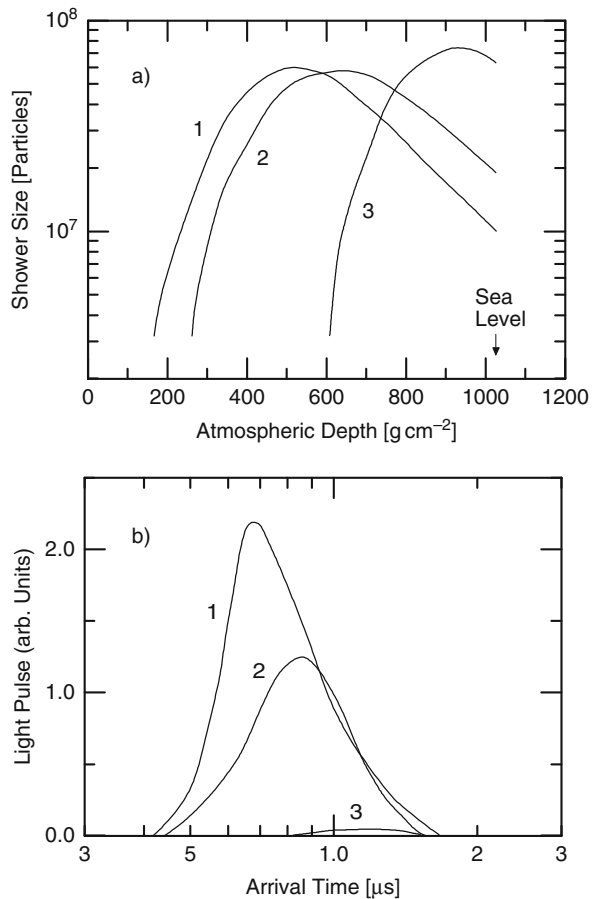 a)
10⁸
10⁷
Shower Size [Particles]
1
2
3
Sea
Level
0 200 400 600 800 1000 1200
Atmospheric Depth [g cm⁻²]
b)
2.0
1.0
0.0
Light Pulse (arb. Units)
1
2
3
3 5 1.0 2 3
Arrival Time [µs]